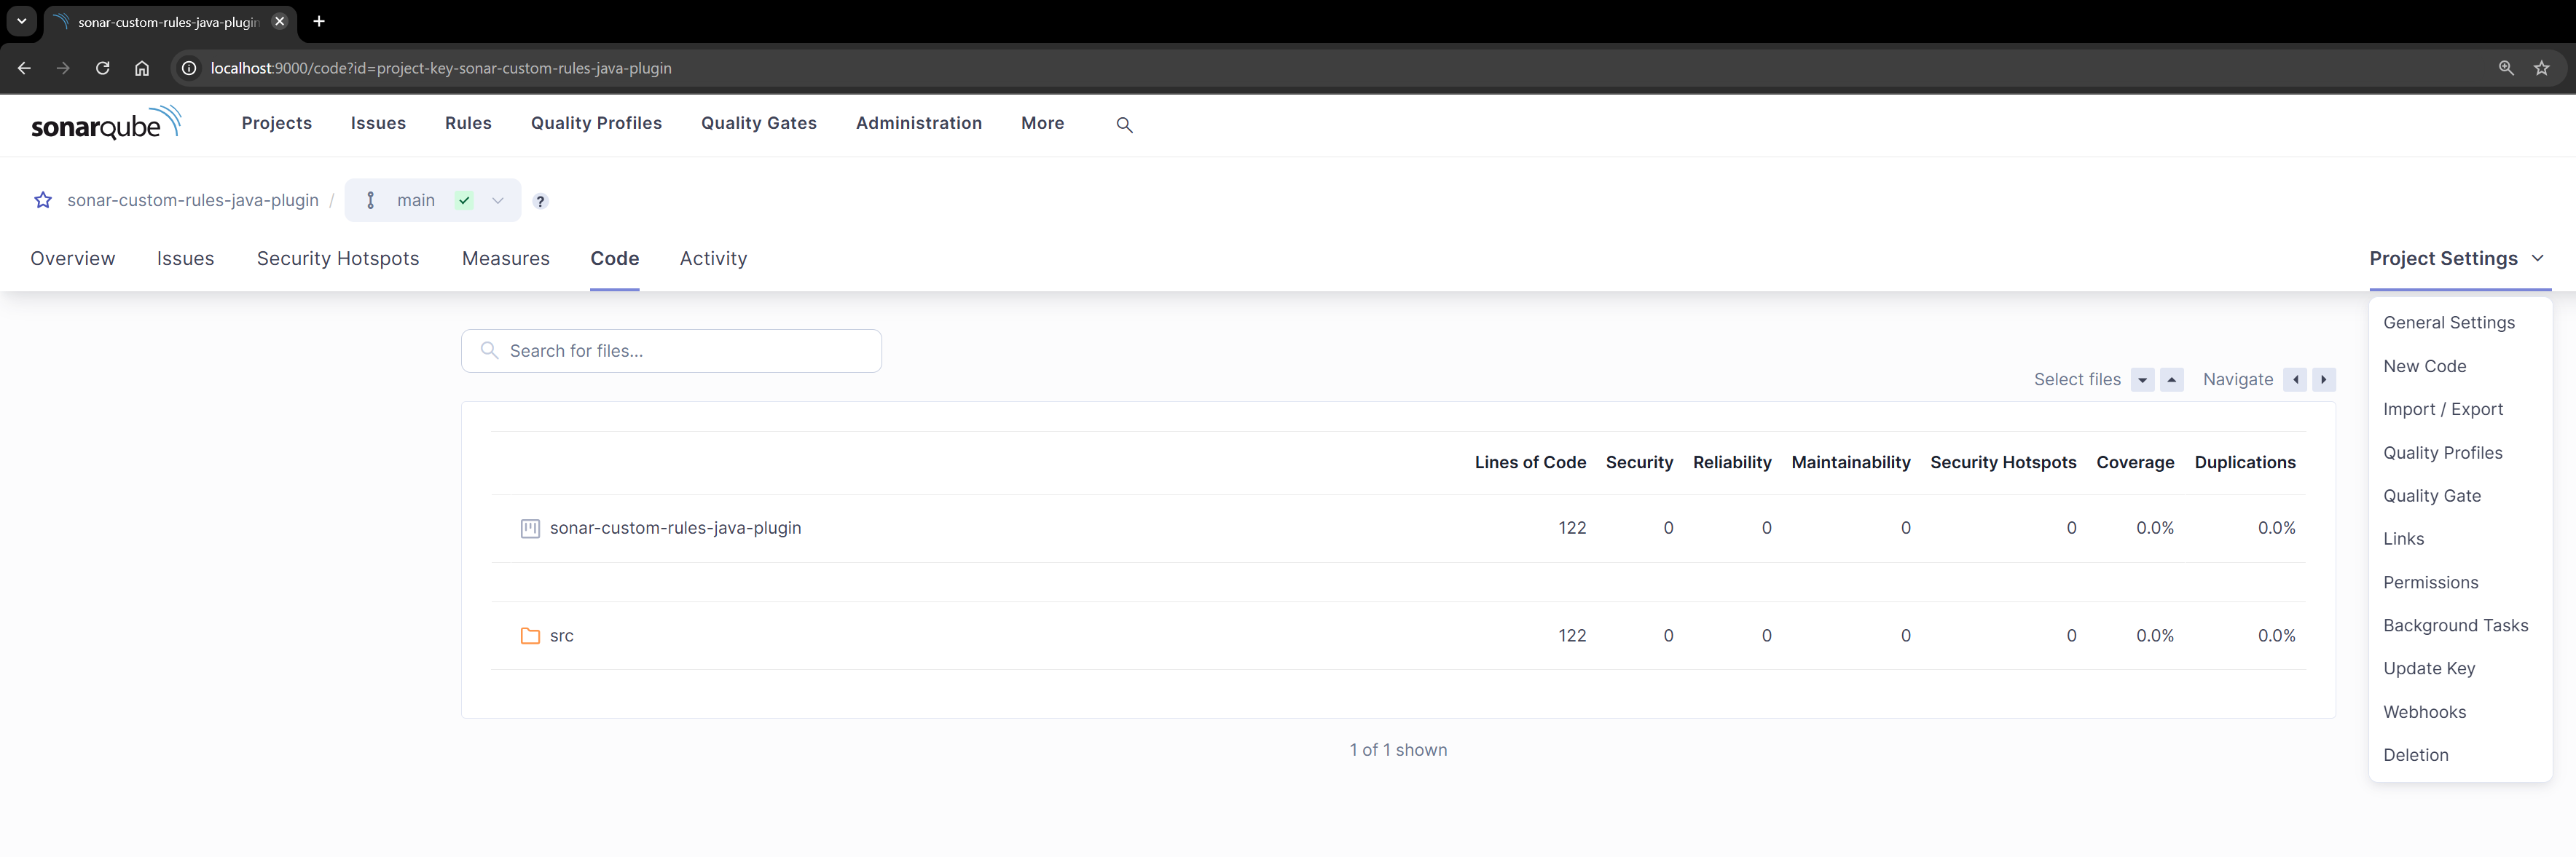 sonar-custom-rules-java-plugin
localhost:9000/code?id=project-key-sonar-custom-rules-java-plugin
sonarqube Projects Issues Rules Quality Profiles Quality Gates Administration More
sonar-custom-rules-java-plugin / main ?
Overview Issues Security Hotspots Measures Code Activity Project Settings
Search for files...
Select files Navigate
Lines of Code Security Reliability Maintainability Security Hotspots Coverage Duplications
sonar-custom-rules-java-plugin 122 0 0 0 0 0.0% 0.0%
src 122 0 0 0 0 0.0% 0.0%
1 of 1 shown
General Settings
New Code
Import / Export
Quality Profiles
Quality Gate
Links
Permissions
Background Tasks
Update Key
Webhooks
Deletion